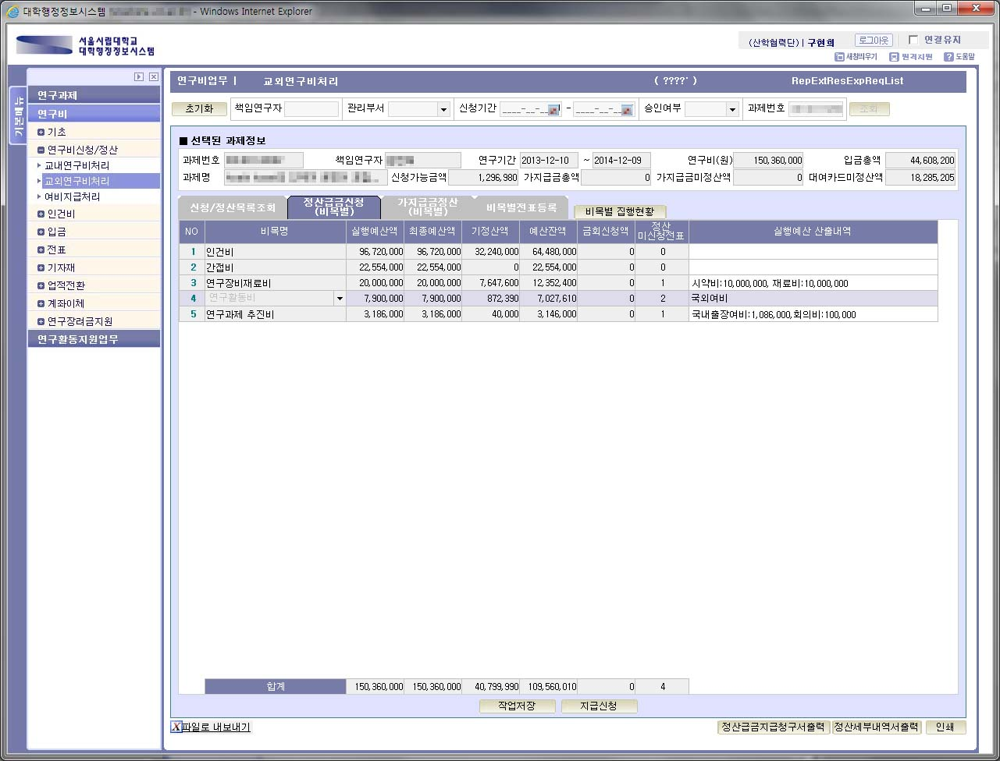 대학행정정보시스템 - Windows Internet Explorer
서울시립대학교
대학행정정보시스템
(산학협력단) | 구현희 로그아웃 연결유지
새창띄우기 원격지원 도움말
기본메뉴
연구과제
연구비
기초
연구비신청/정산
교내연구비처리
교외연구비처리
여비지급처리
인건비
입금
전표
기자재
업적전환
계좌이체
연구장려금지원
연구활동지원업무
연구비업무 | 교외연구비처리 ( ????˚ ) RepExtResExpReqList
초기화 책임연구자 관리부서 신청기간 __-_-_ - __-_-_ 승인여부 과제번호 조회
■ 선택된 과제정보
과제번호 책임연구자 연구기간 2013-12-10 ~ 2014-12-09 연구비(원) 150,360,000 입금총액 44,608,200
과제명 신청가능금액 1,296,980 가지급금총액 0 가지급금미정산액 0 대여카드미정산액 18,285,205
신청/정산목록조회 정산급금신청 (비목별) 가지급금정산 (비목별) 비목별전표등록 비목별 집행현황
NO 비목명 실행예산액 최종예산액 기정산액 예산잔액 금회신청액 정산 미신청전표 실행예산 산출내역
1 인건비 96,720,000 96,720,000 32,240,000 64,480,000 0 0
2 간접비 22,554,000 22,554,000 0 22,554,000 0 0
3 연구장비재료비 20,000,000 20,000,000 7,647,600 12,352,400 0 1 시약비:10,000,000, 재료비:10,000,000
4 연구활동비 7,900,000 7,900,000 872,390 7,027,610 0 2 국외여비
5 연구과제 추진비 3,186,000 3,186,000 40,000 3,146,000 0 1 국내출장여비:1,086,000,회의비:100,000
합계 150,360,000 150,360,000 40,799,990 109,560,010 0 4
작업저장 지급신청
파일로 내보내기 정산급금지급청구서출력 정산세부내역서출력 인쇄